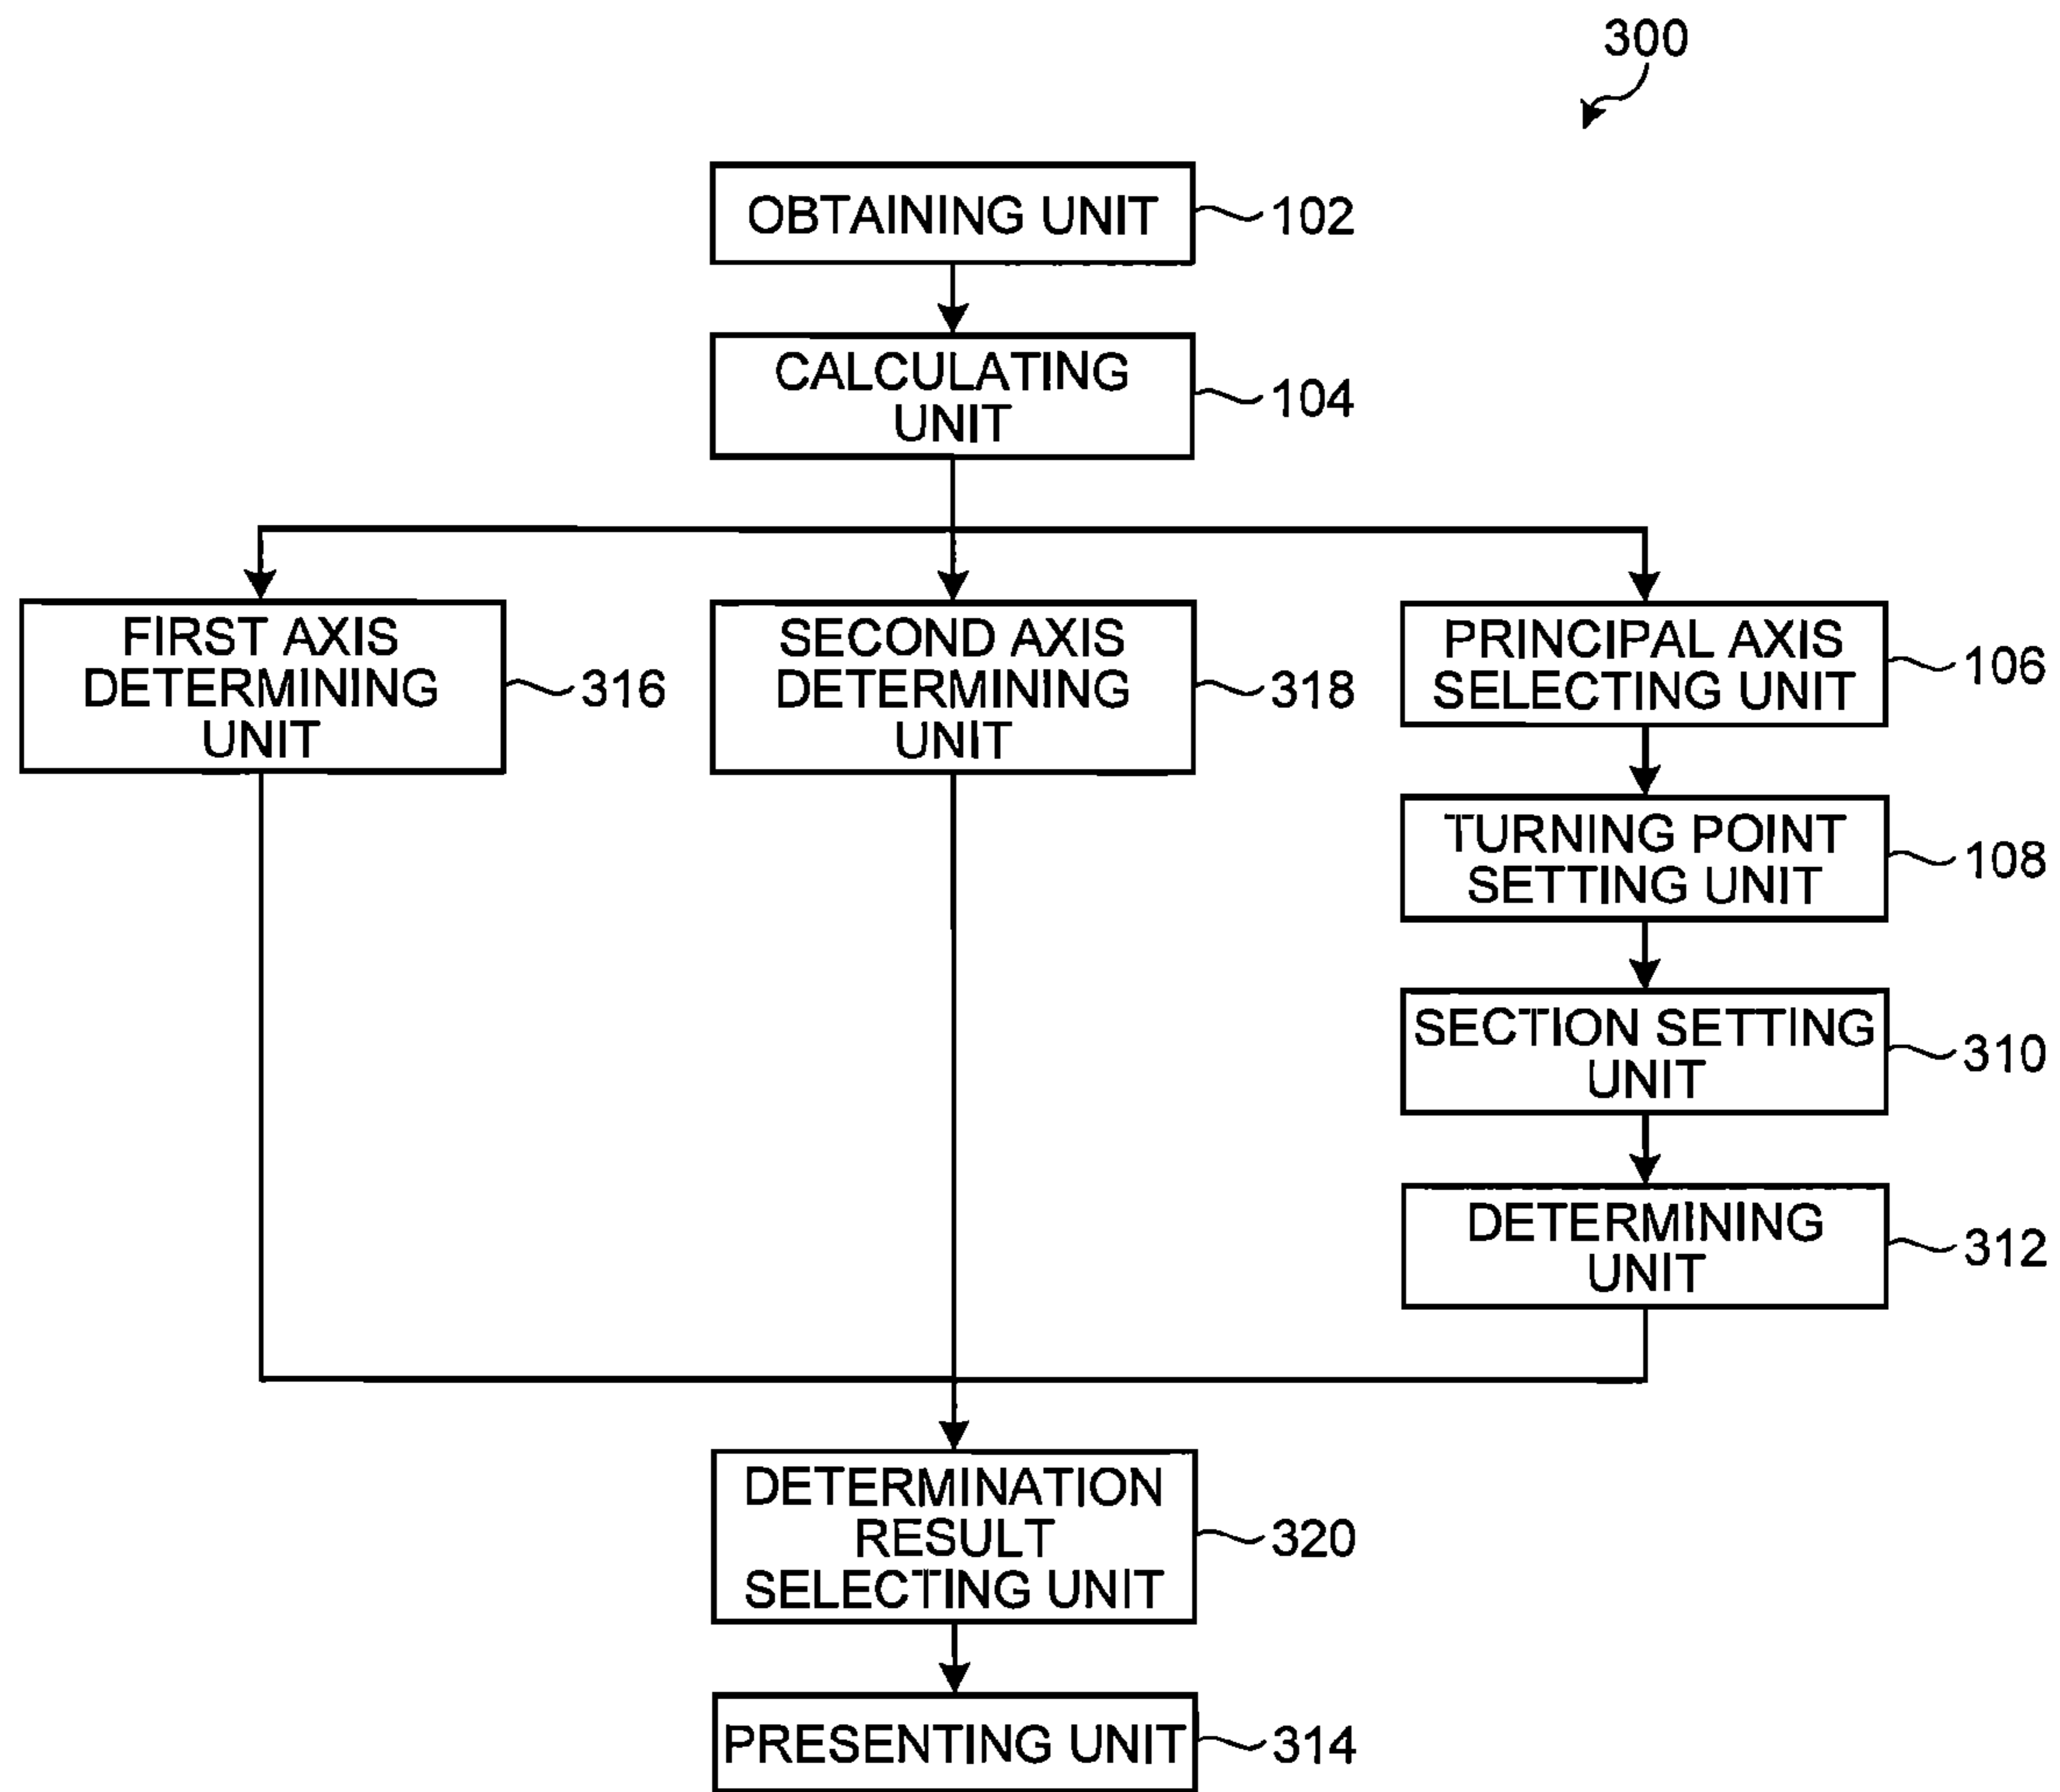 300
OBTAINING UNIT
102
CALCULATING
UNIT
104
FIRST AXIS
DETERMINING
UNIT
316
SECOND AXIS
DETERMINING
UNIT
318
PRINCIPAL AXIS
SELECTING UNIT
106
TURNING POINT
SETTING UNIT
108
SECTION SETTING
UNIT
310
DETERMINING
UNIT
312
DETERMINATION
RESULT
SELECTING UNIT
320
PRESENTING UNIT
314